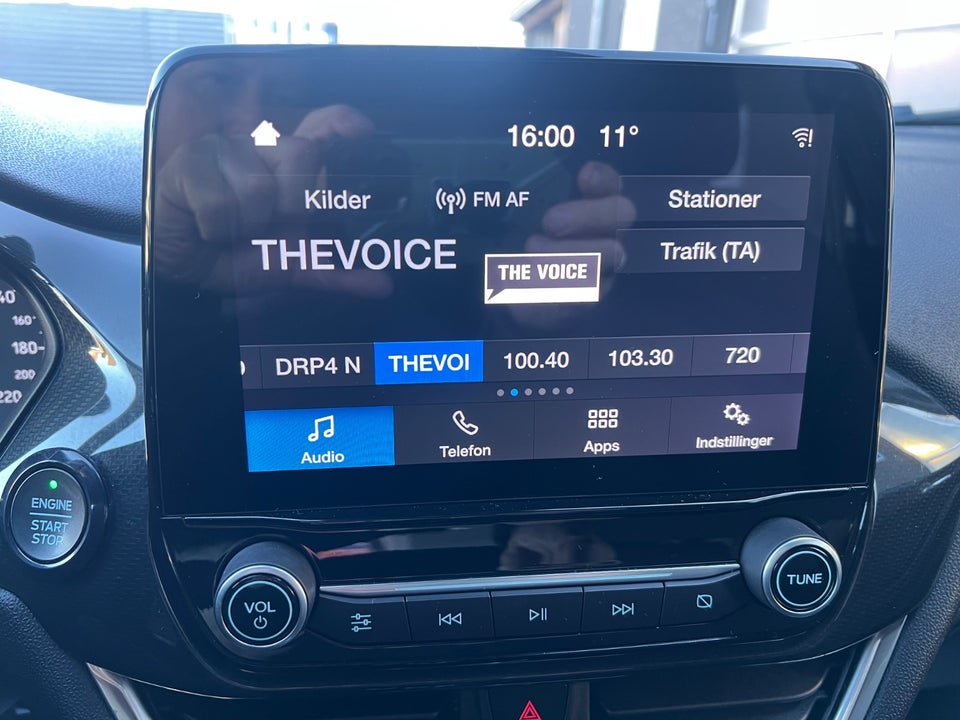 16:00 11°
Kilder FM AF Stationer
THEVOICE THE VOICE Trafik (TA)
DRP4 N THEVOI 100.40 103.30 720
Audio Telefon Apps Indstillinger
160
180
200
220
ENGINE
START
STOP
VOL
TUNE